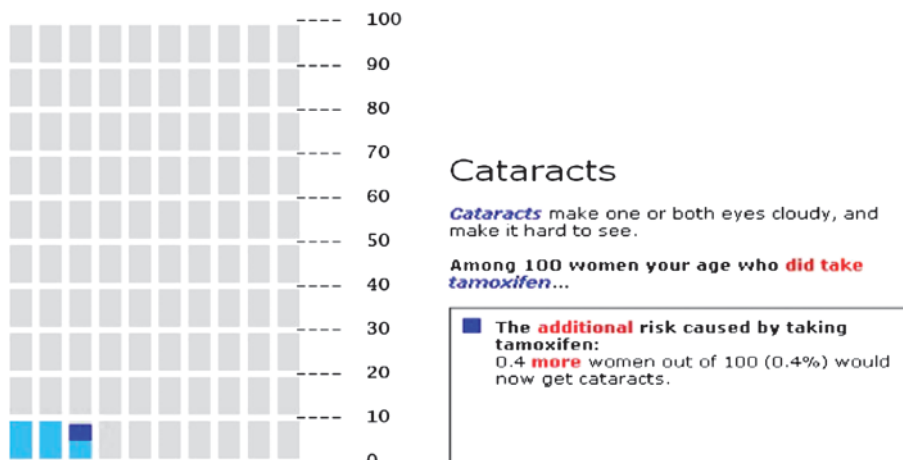 100
90
80
70
60
50
40
30
20
10
0
Cataracts
Cataracts make one or both eyes cloudy, and
make it hard to see.
Among 100 women your age who did take
tamoxifen...
The additional risk caused by taking
tamoxifen:
0.4 more women out of 100 (0.4%) would
now get cataracts.